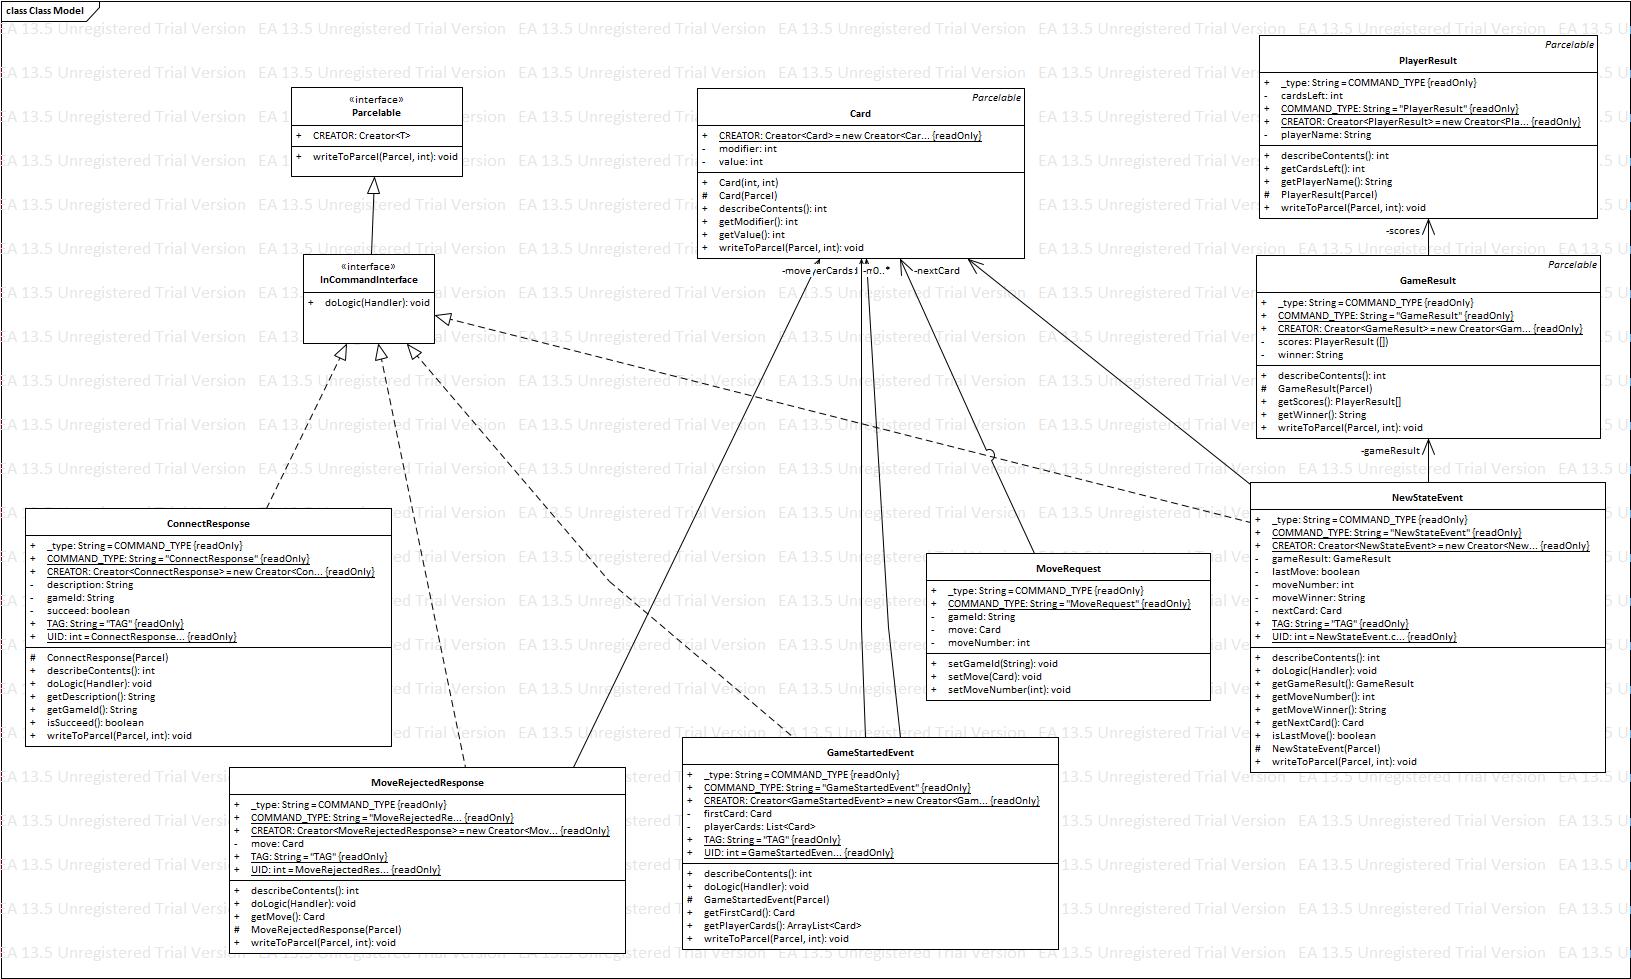 class Class Model
EA 13.5 Unregistered Trial Version
«interface»
Parcelable
+ CREATOR: Creator<T>
+ writeToParcel(Parcel, int): void
«interface»
InCommandInterface
+ doLogic(Handler): void
Parcelable
Card
+ CREATOR: Creator<Card> = new Creator<Car... {readOnly}
- modifier: int
- value: int
+ Card(int, int)
# Card(Parcel)
+ describeContents(): int
+ getModifier(): int
+ getValue(): int
+ writeToParcel(Parcel, int): void
-nextCard
0..*
Parcelable
PlayerResult
+ _type: String = COMMAND_TYPE {readOnly}
- cardsLeft: int
+ COMMAND_TYPE: String = "PlayerResult" {readOnly}
+ CREATOR: Creator<PlayerResult> = new Creator<Pla... {readOnly}
- playerName: String
+ describeContents(): int
+ getCardsLeft(): int
+ getPlayerName(): String
# PlayerResult(Parcel)
+ writeToParcel(Parcel, int): void
-scores
Parcelable
GameResult
+ _type: String = COMMAND_TYPE {readOnly}
+ COMMAND_TYPE: String = "GameResult" {readOnly}
+ CREATOR: Creator<GameResult> = new Creator<Gam... {readOnly}
- scores: PlayerResult ([])
- winner: String
+ describeContents(): int
# GameResult(Parcel)
+ getScores(): PlayerResult[]
+ getWinner(): String
+ writeToParcel(Parcel, int): void
-gameResult
NewStateEvent
+ _type: String = COMMAND_TYPE {readOnly}
+ COMMAND_TYPE: String = "NewStateEvent" {readOnly}
+ CREATOR: Creator<NewStateEvent> = new Creator<New... {readOnly}
- gameResult: GameResult
- lastMove: boolean
- moveNumber: int
- moveWinner: String
- nextCard: Card
+ TAG: String = "TAG" {readOnly}
+ UID: int = NewStateEvent.c... {readOnly}
+ describeContents(): int
+ doLogic(Handler): void
+ getGameResult(): GameResult
+ getMoveNumber(): int
+ getMoveWinner(): String
+ getNextCard(): Card
+ isLastMove(): boolean
# NewStateEvent(Parcel)
+ writeToParcel(Parcel, int): void
ConnectResponse
+ _type: String = COMMAND_TYPE {readOnly}
+ COMMAND_TYPE: String = "ConnectResponse" {readOnly}
+ CREATOR: Creator<ConnectResponse> = new Creator<Con... {readOnly}
- description: String
- gameId: String
- succeed: boolean
+ TAG: String = "TAG" {readOnly}
+ UID: int = ConnectResponse... {readOnly}
# ConnectResponse(Parcel)
+ describeContents(): int
+ doLogic(Handler): void
+ getDescription(): String
+ getGameId(): String
+ isSucceed(): boolean
+ writeToParcel(Parcel, int): void
MoveRequest
+ _type: String = COMMAND_TYPE {readOnly}
+ COMMAND_TYPE: String = "MoveRequest" {readOnly}
- gameId: String
- move: Card
- moveNumber: int
+ setGameId(String): void
+ setMove(Card): void
+ setMoveNumber(int): void
MoveRejectedResponse
+ _type: String = COMMAND_TYPE {readOnly}
+ COMMAND_TYPE: String = "MoveRejectedRe... {readOnly}
+ CREATOR: Creator<MoveRejectedResponse> = new Creator<Mov... {readOnly}
- move: Card
+ TAG: String = "TAG" {readOnly}
+ UID: int = MoveRejectedRes... {readOnly}
+ describeContents(): int
+ doLogic(Handler): void
+ getMove(): Card
# MoveRejectedResponse(Parcel)
+ writeToParcel(Parcel, int): void
GameStartedEvent
+ _type: String = COMMAND_TYPE {readOnly}
+ COMMAND_TYPE: String = "GameStartedEvent" {readOnly}
+ CREATOR: Creator<GameStartedEvent> = new Creator<Gam... {readOnly}
- firstCard: Card
- playerCards: List<Card>
+ TAG: String = "TAG" {readOnly}
+ UID: int = GameStartedEven... {readOnly}
+ describeContents(): int
+ doLogic(Handler): void
# GameStartedEvent(Parcel)
+ getFirstCard(): Card
+ getPlayerCards(): ArrayList<Card>
+ writeToParcel(Parcel, int): void